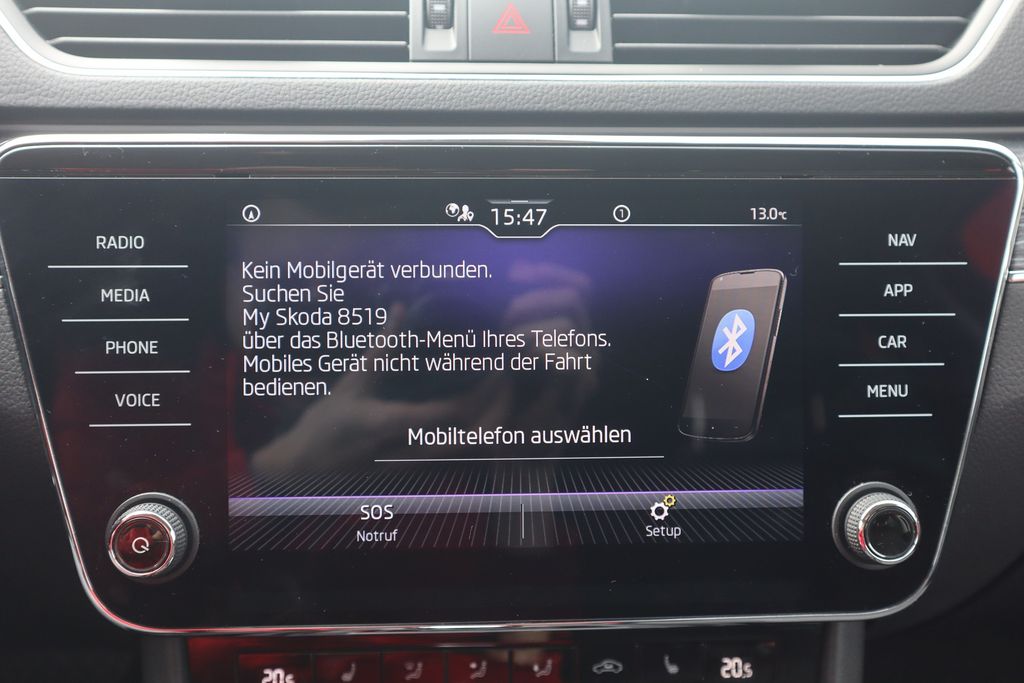 15:47
1
13.0°C
RADIO
MEDIA
PHONE
VOICE
NAV
APP
CAR
MENU
Kein Mobilgerät verbunden.
Suchen Sie
My Skoda 8519
über das Bluetooth-Menü Ihres Telefons.
Mobiles Gerät nicht während der Fahrt
bedienen.
Mobiltelefon auswählen
SOS
Notruf
Setup
20.5
20.5